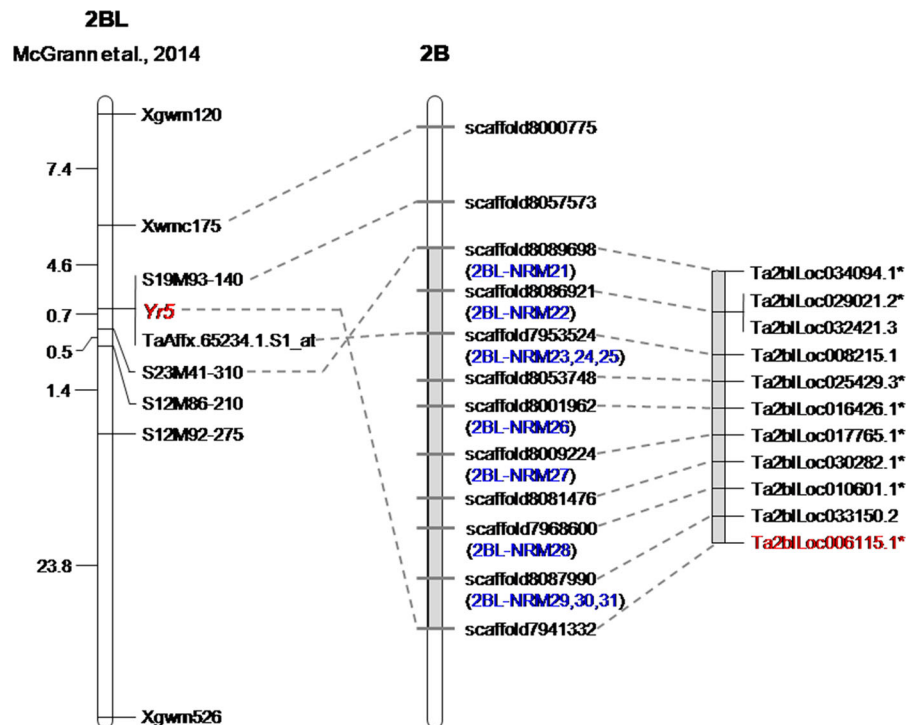 2BL
McGrann et al., 2014
7.4
4.6
0.7
0.5
1.4
23.8
Xgwm120
Xwmc175
S19M93-140
Yr5
TaAffx.65234.1.S1_at
S23M41-310
S12M86-210
S12M92-275
Xgwm526
2B
scaffold8000775
scaffold8057573
scaffold8089698
(2BL-NRM21)
scaffold8086921
(2BL-NRM22)
scaffold7953524
(2BL-NRM23,24,25)
scaffold8053748
scaffold8001962
(2BL-NRM26)
scaffold8009224
(2BL-NRM27)
scaffold8081476
scaffold7968600
(2BL-NRM28)
scaffold8087990
(2BL-NRM29,30,31)
scaffold7941332
Ta2blLoc034094.1*
Ta2blLoc029021.2*
Ta2blLoc032421.3
Ta2blLoc008215.1
Ta2blLoc025429.3*
Ta2blLoc016426.1*
Ta2blLoc017765.1*
Ta2blLoc030282.1*
Ta2blLoc010601.1*
Ta2blLoc033150.2
Ta2blLoc006115.1*